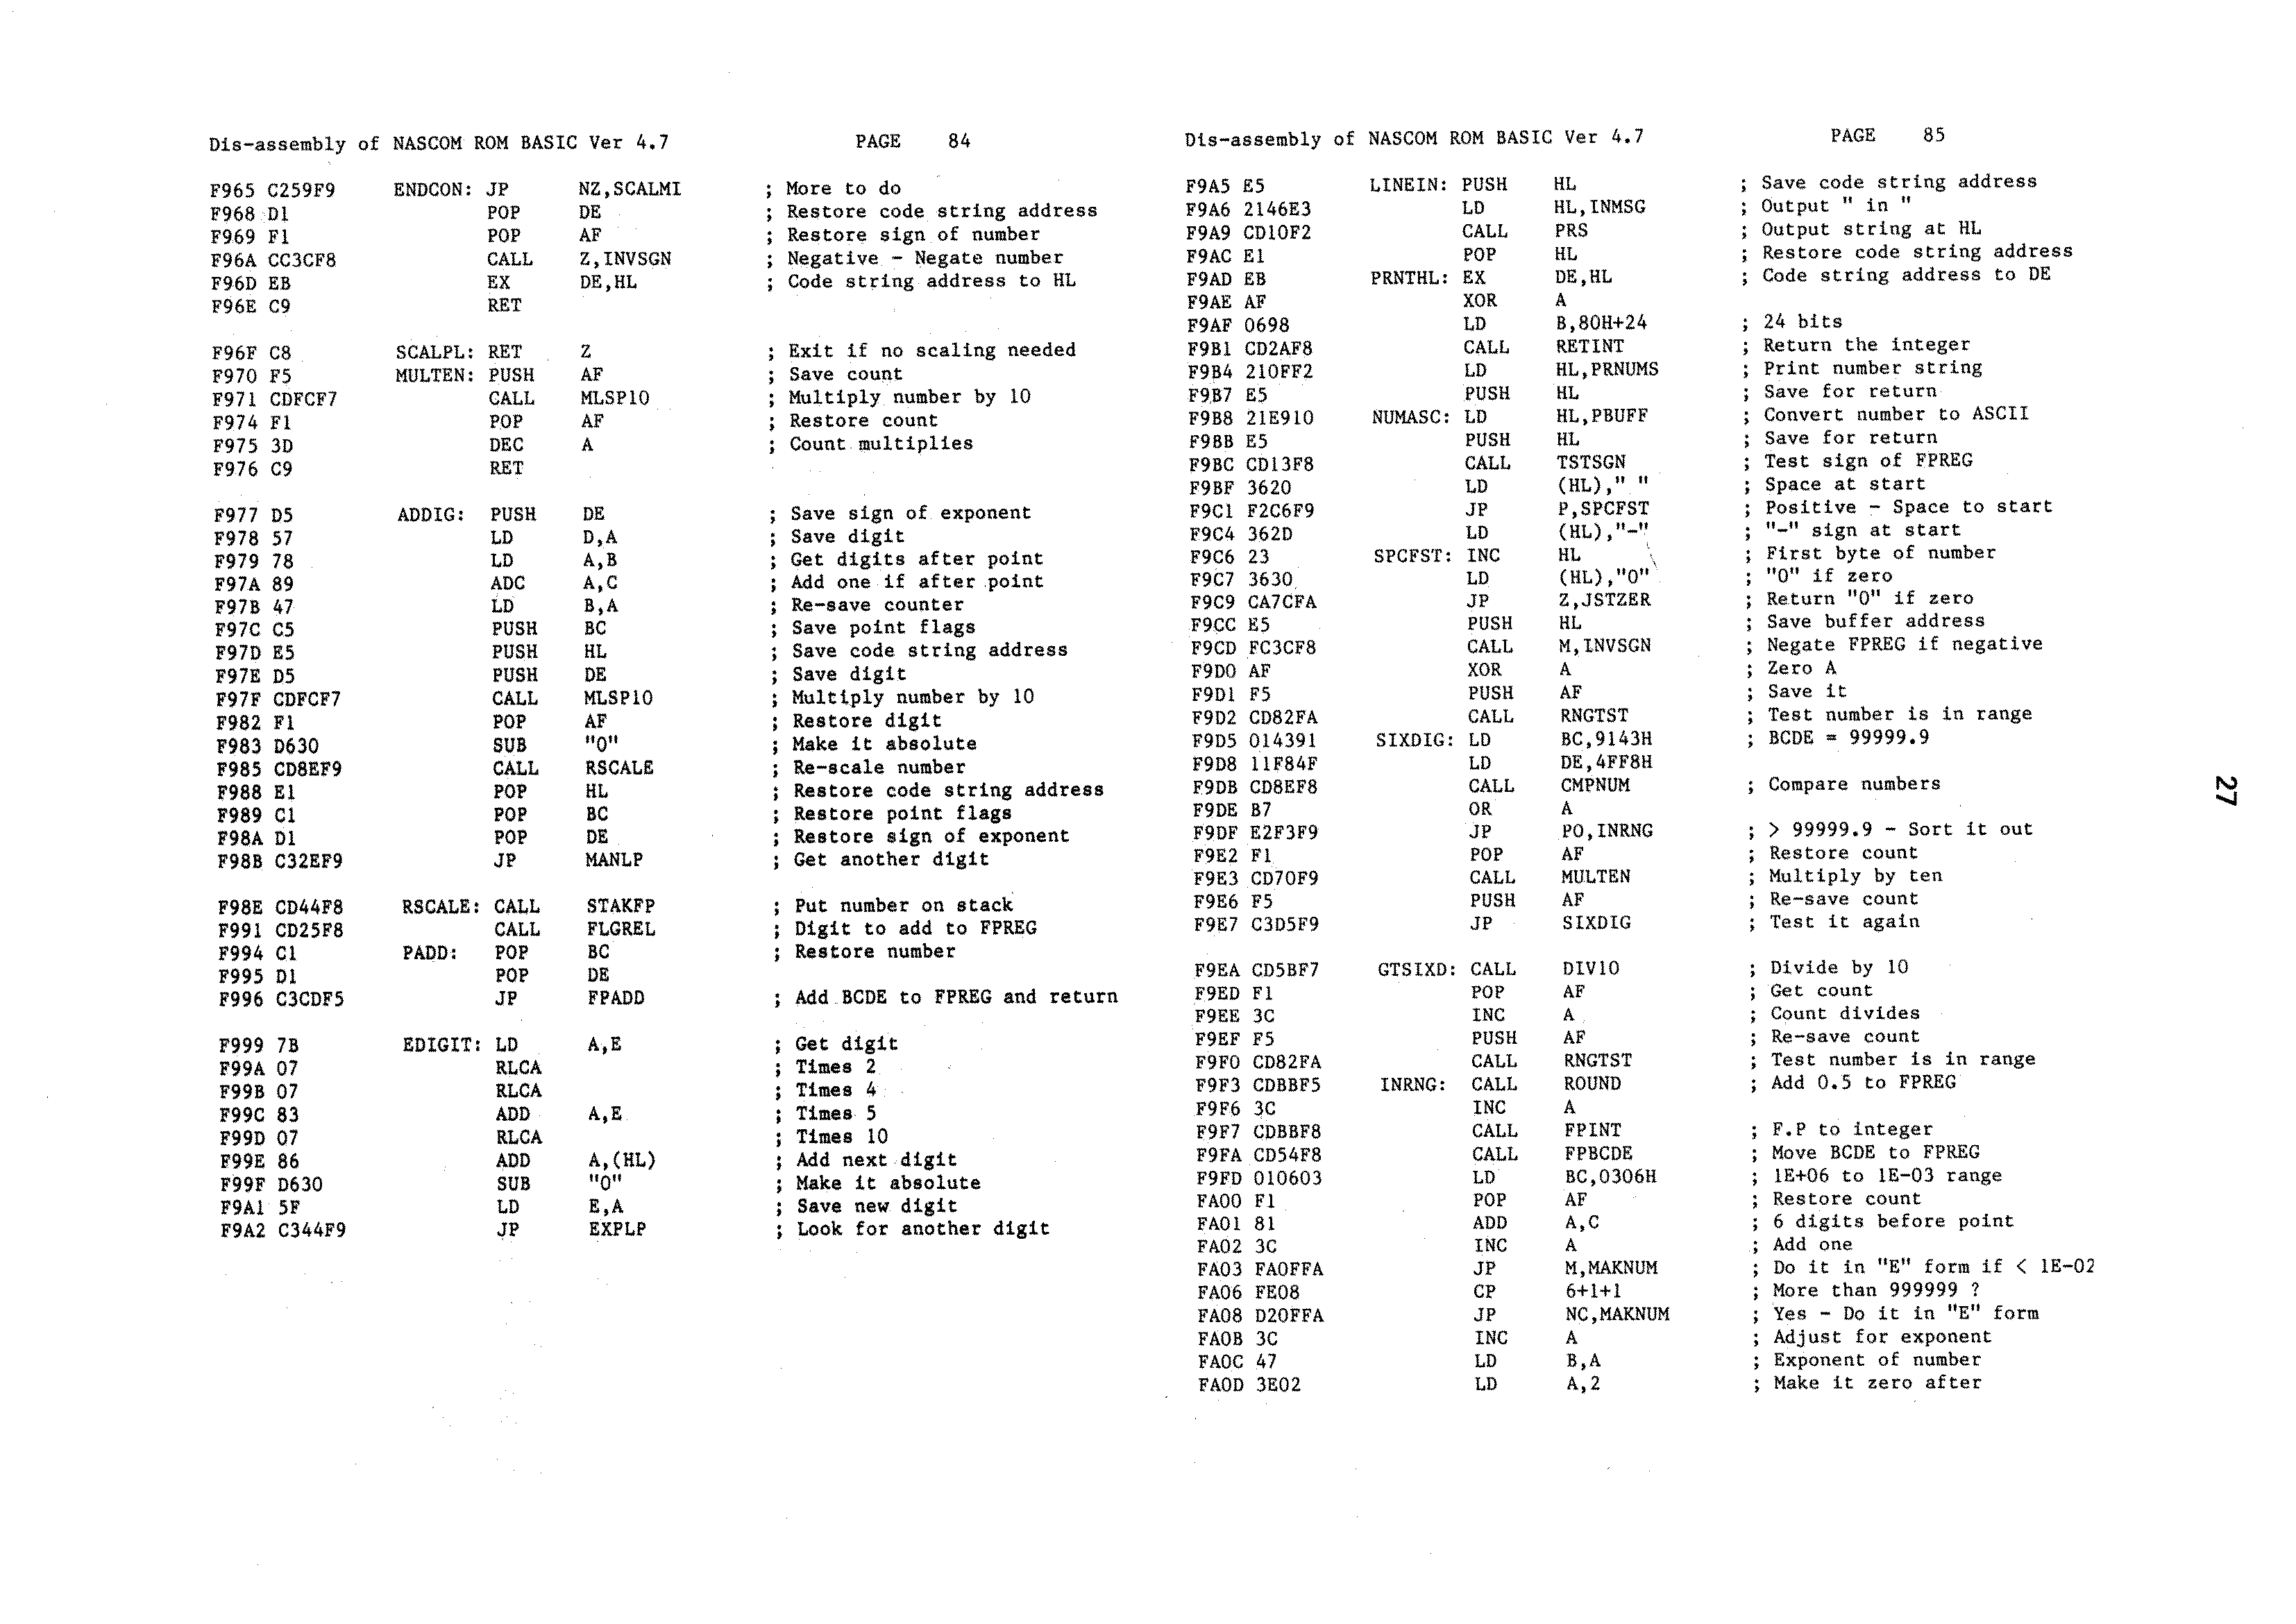 Dis-assembly of NASCOM ROM BASIC Ver 4.7 PAGE 84
F965 C259F9 ENDCON: JP NZ,SCALMI ; More to do
F968 D1 POP DE ; Restore code string address
F969 F1 POP AF ; Restore sign of number
F96A CC3CF8 CALL Z,INVSGN ; Negative - Negate number
F96D EB EX DE,HL ; Code string address to HL
F96E C9 RET
F96F C8 SCALPL: RET Z ; Exit if no scaling needed
F970 F5 MULTEN: PUSH AF ; Save count
F971 CDFCF7 CALL MLSP10 ; Multiply number by 10
F974 F1 POP AF ; Restore count
F975 3D DEC A ; Count multiplies
F976 C9 RET
F977 D5 ADDIG: PUSH DE ; Save sign of exponent
F978 57 LD D,A ; Save digit
F979 78 LD A,B ; Get digits after point
F97A 89 ADC A,C ; Add one if after point
F97B 47 LD B,A ; Re-save counter
F97C C5 PUSH BC ; Save point flags
F97D E5 PUSH HL ; Save code string address
F97E D5 PUSH DE ; Save digit
F97F CDFCF7 CALL MLSP10 ; Multiply number by 10
F982 F1 POP AF ; Restore digit
F983 D630 SUB "0" ; Make it absolute
F985 CD8EF9 CALL RSCALE ; Re-scale number
F988 E1 POP HL ; Restore code string address
F989 C1 POP BC ; Restore point flags
F98A D1 POP DE ; Restore sign of exponent
F98B C32EF9 JP MANLP ; Get another digit
F98E CD44F8 RSCALE: CALL STAKFP ; Put number on stack
F991 CD25F8 CALL FLGREL ; Digit to add to FPREG
F994 C1 PADD: POP BC ; Restore number
F995 D1 POP DE
F996 C3CDF5 JP FPADD ; Add BCDE to FPREG and return
F999 7B EDIGIT: LD A,E ; Get digit
F99A 07 RLCA ; Times 2
F99B 07 RLCA ; Times 4
F99C 83 ADD A,E ; Times 5
F99D 07 RLCA ; Times 10
F99E 86 ADD A,(HL) ; Add next digit
F99F D630 SUB "0" ; Make it absolute
F9A1 5F LD E,A ; Save new digit
F9A2 C344F9 JP EXPLP ; Look for another digit
Dis-assembly of NASCOM ROM BASIC Ver 4.7 PAGE 85
F9A5 E5 LINEIN: PUSH HL ; Save code string address
F9A6 2146E3 LD HL,INMSG ; Output " in "
F9A9 CD10F2 CALL PRS ; Output string at HL
F9AC E1 POP HL ; Restore code string address
F9AD EB PRNTHL: EX DE,HL ; Code string address to DE
F9AE AF XOR A
F9AF 0698 LD B,80H+24 ; 24 bits
F9B1 CD2AF8 CALL RETINT ; Return the integer
F9B4 210FF2 LD HL,PRNUMS ; Print number string
F9B7 E5 PUSH HL ; Save for return
F9B8 21E910 NUMASC: LD HL,PBUFF ; Convert number to ASCII
F9BB E5 PUSH HL ; Save for return
F9BC CD13F8 CALL TSTSGN ; Test sign of FPREG
F9BF 3620 LD (HL)," " ; Space at start
F9C1 F2C6F9 JP P,SPCFST ; Positive - Space to start
F9C4 362D LD (HL),"-" ; "-" sign at start
F9C6 23 SPCFST: INC HL ; First byte of number
F9C7 3630 LD (HL),"0" ; "0" if zero
F9C9 CA7CFA JP Z,JSTZER ; Return "0" if zero
F9CC E5 PUSH HL ; Save buffer address
F9CD FC3CF8 CALL M,INVSGN ; Negate FPREG if negative
F9D0 AF XOR A ; Zero A
F9D1 F5 PUSH AF ; Save it
F9D2 CD82FA CALL RNGTST ; Test number is in range
F9D5 014391 SIXDIG: LD BC,9143H ; BCDE = 99999.9
F9D8 11F84F LD DE,4FF8H
F9DB CD8EF8 CALL CMPNUM ; Compare numbers
F9DE B7 OR A
F9DF E2F3F9 JP PO,INRNG ; > 99999.9 - Sort it out
F9E2 F1 POP AF ; Restore count
F9E3 CD70F9 CALL MULTEN ; Multiply by ten
F9E6 F5 PUSH AF ; Re-save count
F9E7 C3D5F9 JP SIXDIG ; Test it again
F9EA CD5BF7 GTSIXD: CALL DIV10 ; Divide by 10
F9ED F1 POP AF ; Get count
F9EE 3C INC A ; Count divides
F9EF F5 PUSH AF ; Re-save count
F9F0 CD82FA CALL RNGTST ; Test number is in range
F9F3 CDBBF5 INRNG: CALL ROUND ; Add 0.5 to FPREG
F9F6 3C INC A
F9F7 CDBBF8 CALL FPINT ; F.P to integer
F9FA CD54F8 CALL FPBCDE ; Move BCDE to FPREG
F9FD 010603 LD BC,0306H ; 1E+06 to 1E-03 range
FA00 F1 POP AF ; Restore count
FA01 81 ADD A,C ; 6 digits before point
FA02 3C INC A ; Add one
FA03 FA0FFA JP M,MAKNUM ; Do it in "E" form if < 1E-02
FA06 FE08 CP 6+1+1 ; More than 999999 ?
FA08 D20FFA JP NC,MAKNUM ; Yes - Do it in "E" form
FA0B 3C INC A ; Adjust for exponent
FA0C 47 LD B,A ; Exponent of number
FA0D 3E02 LD A,2 ; Make it zero after
27